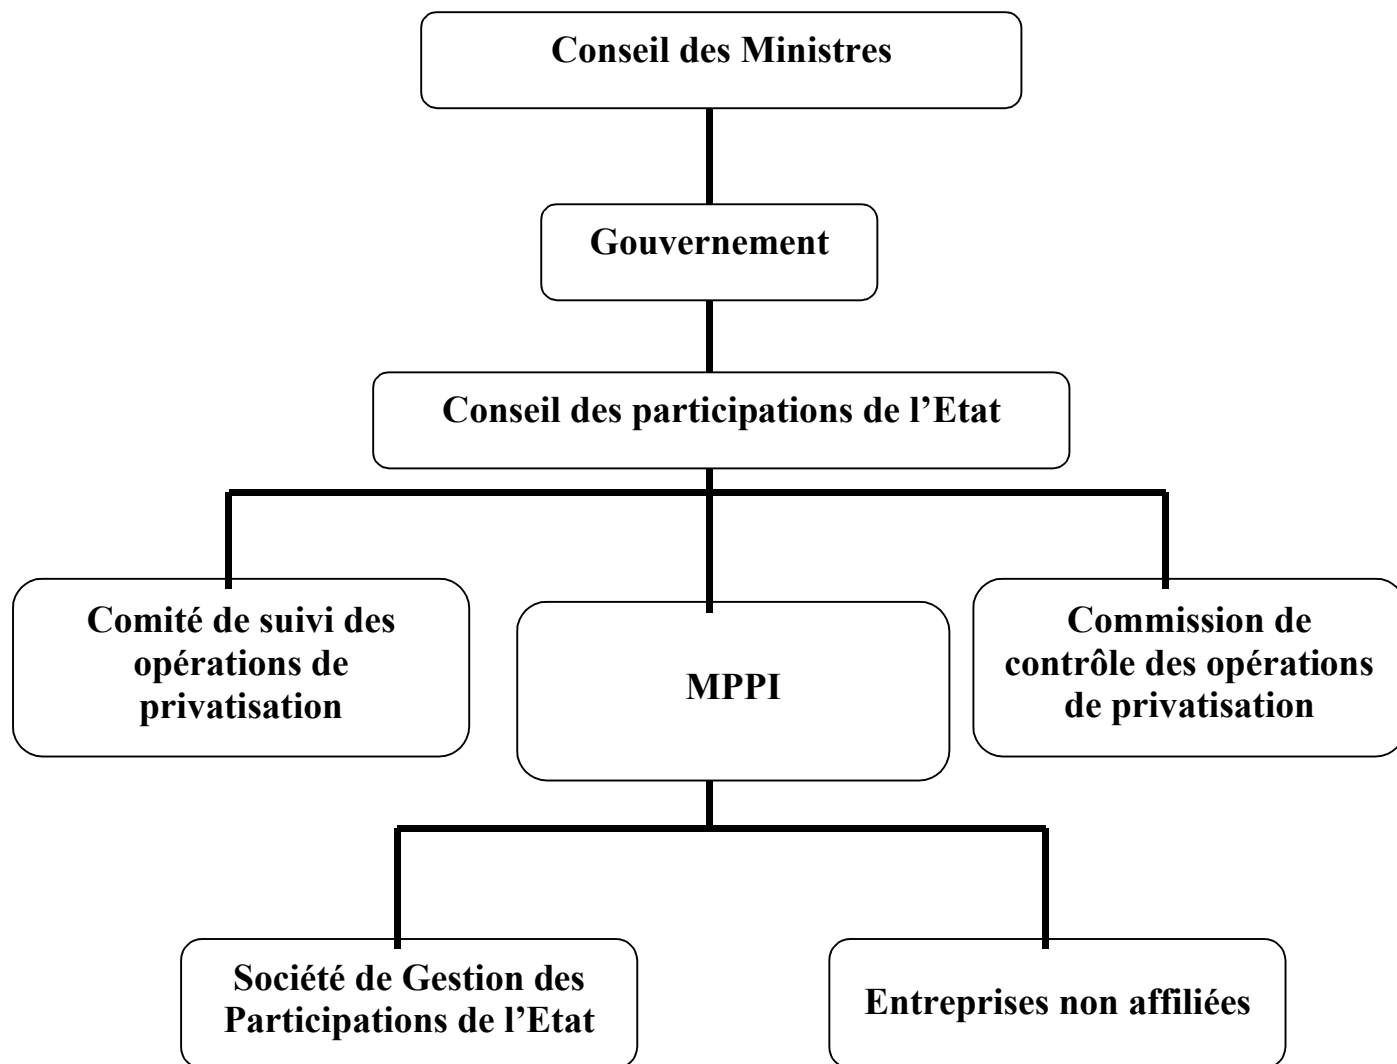 Conseil des Ministres
Gouvernement
Conseil des participations de l’Etat
Comité de suivi des
opérations de
privatisation
MPPI
Commission de
contrôle des opérations
de privatisation
Société de Gestion des
Participations de l’Etat
Entreprises non affiliées